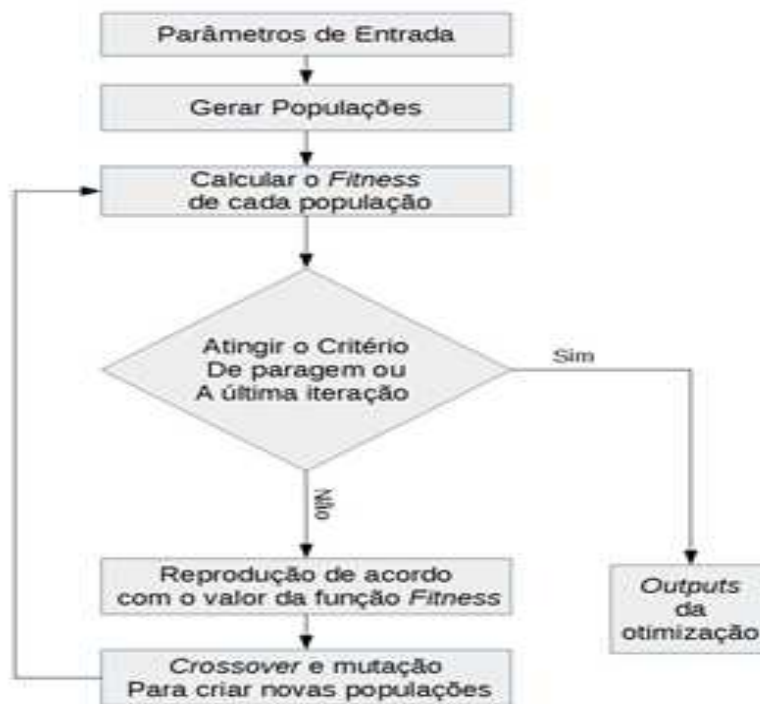 Parâmetros de Entrada
Gerar Populações
Calcular o Fitness
de cada população
Atingir o Critério
De paragem ou
A última iteração
Sim
Não
Reprodução de acordo
com o valor da função Fitness
Outputs
da
otimização
Crossover e mutação
Para criar novas populações